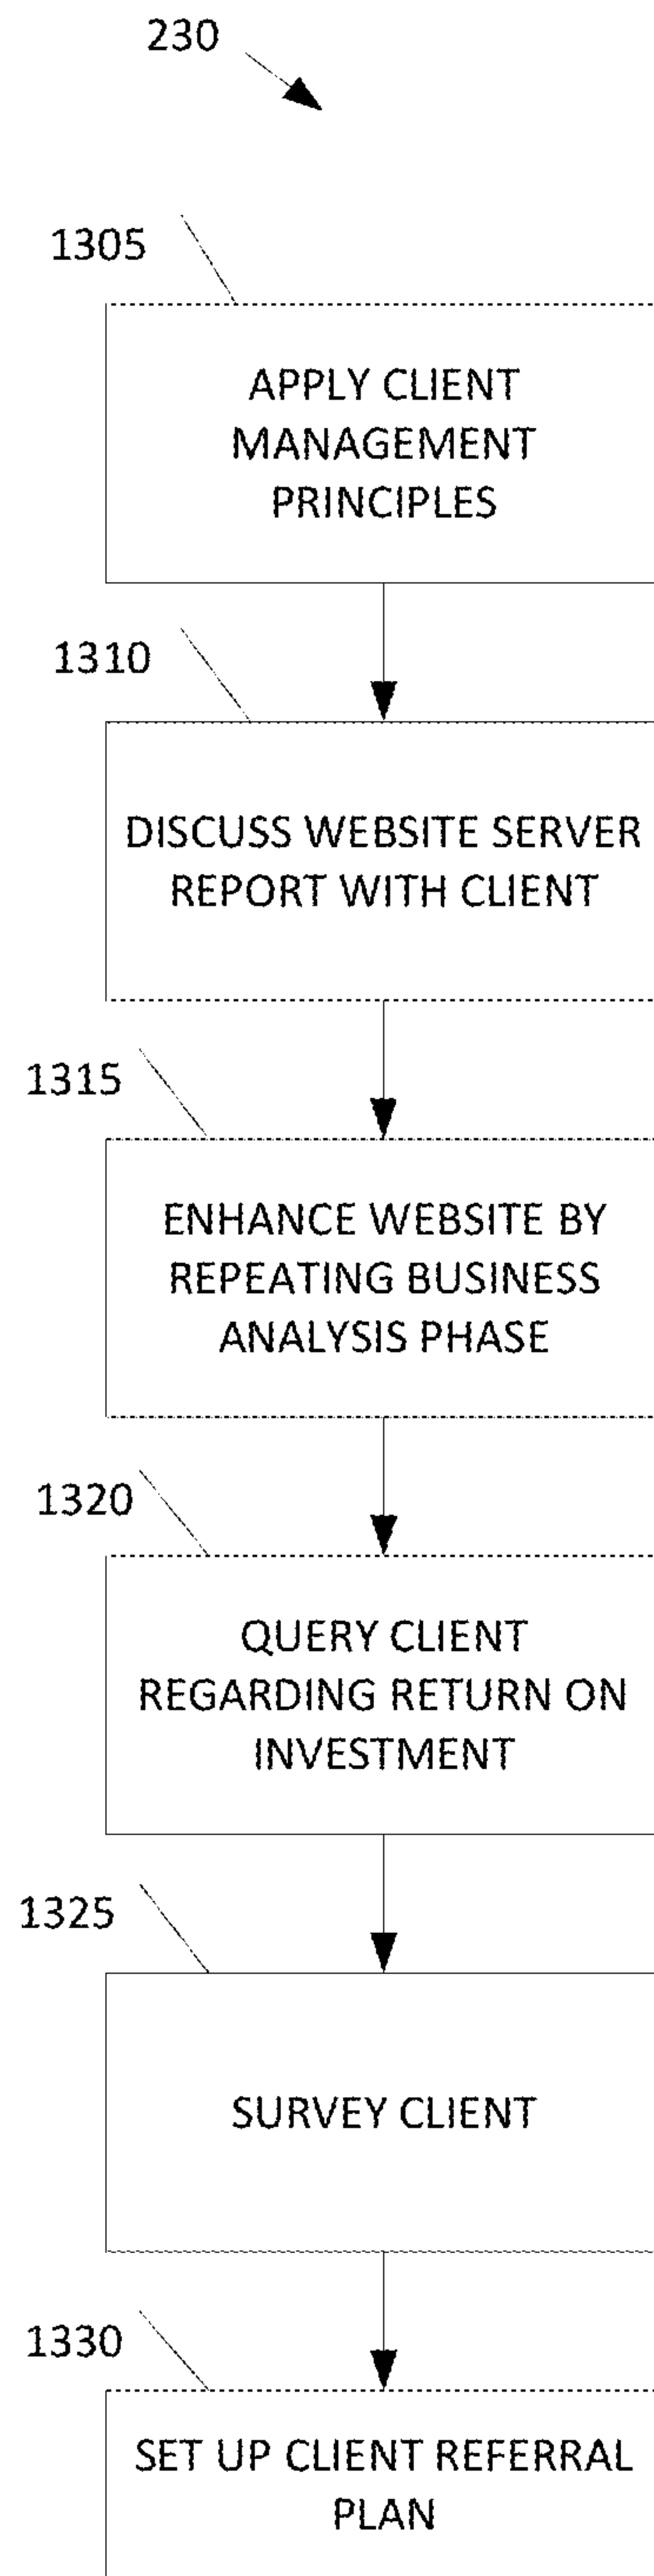 230
1305
APPLY CLIENT
MANAGEMENT
PRINCIPLES
1310
DISCUSS WEBSITE SERVER
REPORT WITH CLIENT
1315
ENHANCE WEBSITE BY
REPEATING BUSINESS
ANALYSIS PHASE
1320
QUERY CLIENT
REGARDING RETURN ON
INVESTMENT
1325
SURVEY CLIENT
1330
SET UP CLIENT REFERRAL
PLAN